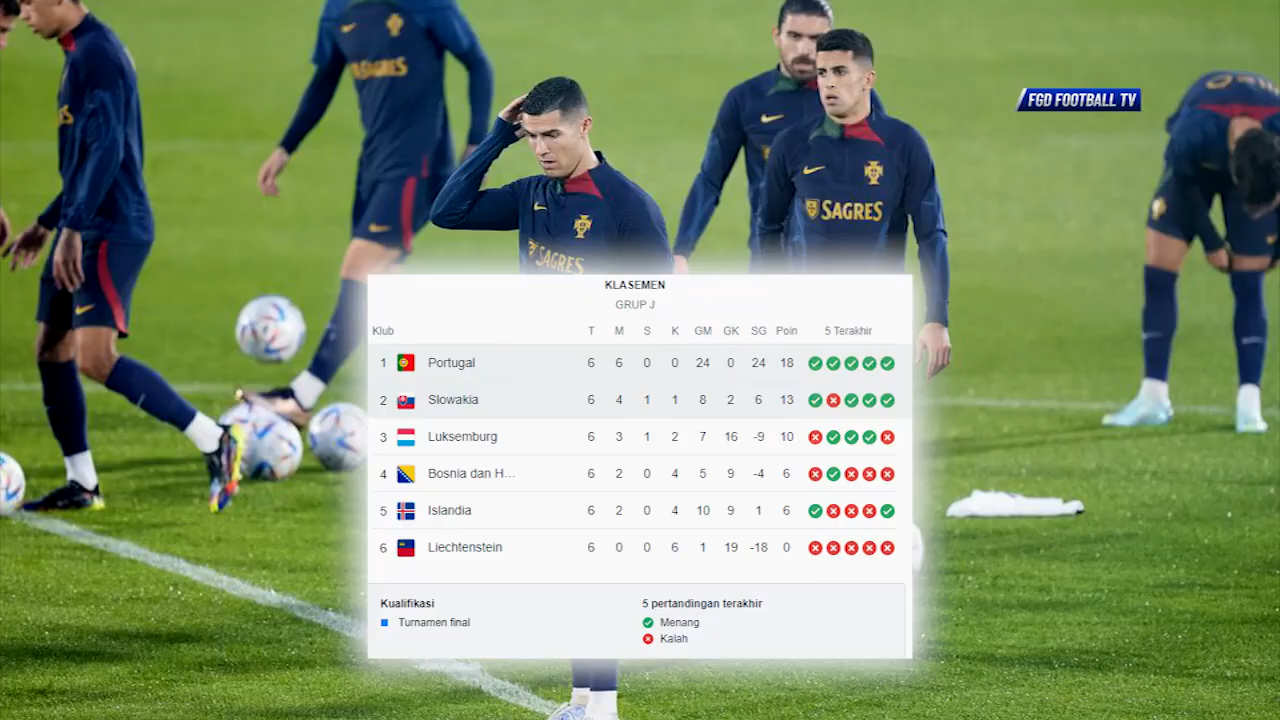 SAGRES
FGD FOOTBALL TV
SAGRES
SAGRES
KLASEMEN
GRUP J
Klub T M S K GM GK SG Poin 5 Terakhir
1 Portugal 6 6 0 0 24 0 24 18
2 Slowakia 6 4 1 1 8 2 6 13
3 Luksemburg 6 3 1 2 7 16 -9 10
4 Bosnia dan H... 6 2 0 4 5 9 -4 6
5 Islandia 6 2 0 4 10 9 1 6
6 Liechtenstein 6 0 0 6 1 19 -18 0
Kualifikasi 5 pertandingan terakhir
Turnamen final Menang
Kalah